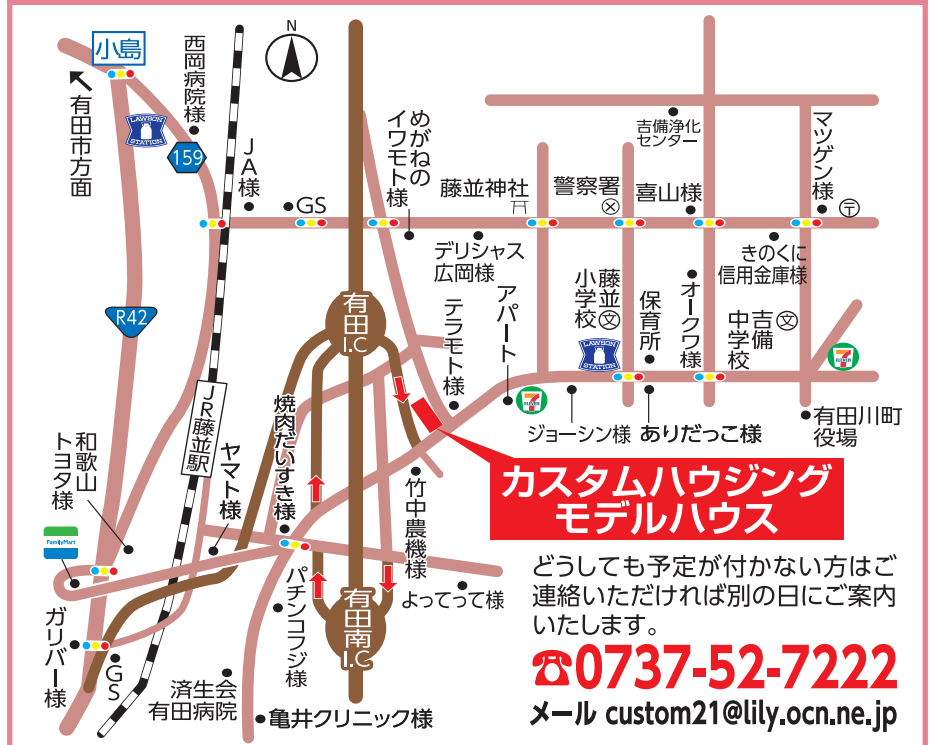 小島
N
西岡病院様
有田市方面
LAWSON
STATION
159
JA様
GS
めがねの
イワモト様
藤並神社
警察署
喜山様
吉備浄化
センター
マツゲン様
デリシャス
広岡様
きのくに
信用金庫様
R42
有田
I.C
テラモト様
アパート
藤並
小学校
文
LAWSON
STATION
保育所
オークワ様
吉備
中学校
文
7
ELEVEN
7
ELEVEN
ジョーシン様
ありだっこ様
有田川町
役場
JR藤並駅
焼肉だいすき様
和歌山
トヨタ様
ヤマト様
竹中農機様
カスタムハウジング
モデルハウス
FamilyMart
ガリバー様
GS
パチンコフジ様
有田南
I.C
よってって様
済生会
有田病院
亀井クリニック様
どうしても予定が付かない方はご
連絡いただければ別の日にご案内
いたします。
☎0737-52-7222
メール custom21@lily.ocn.ne.jp